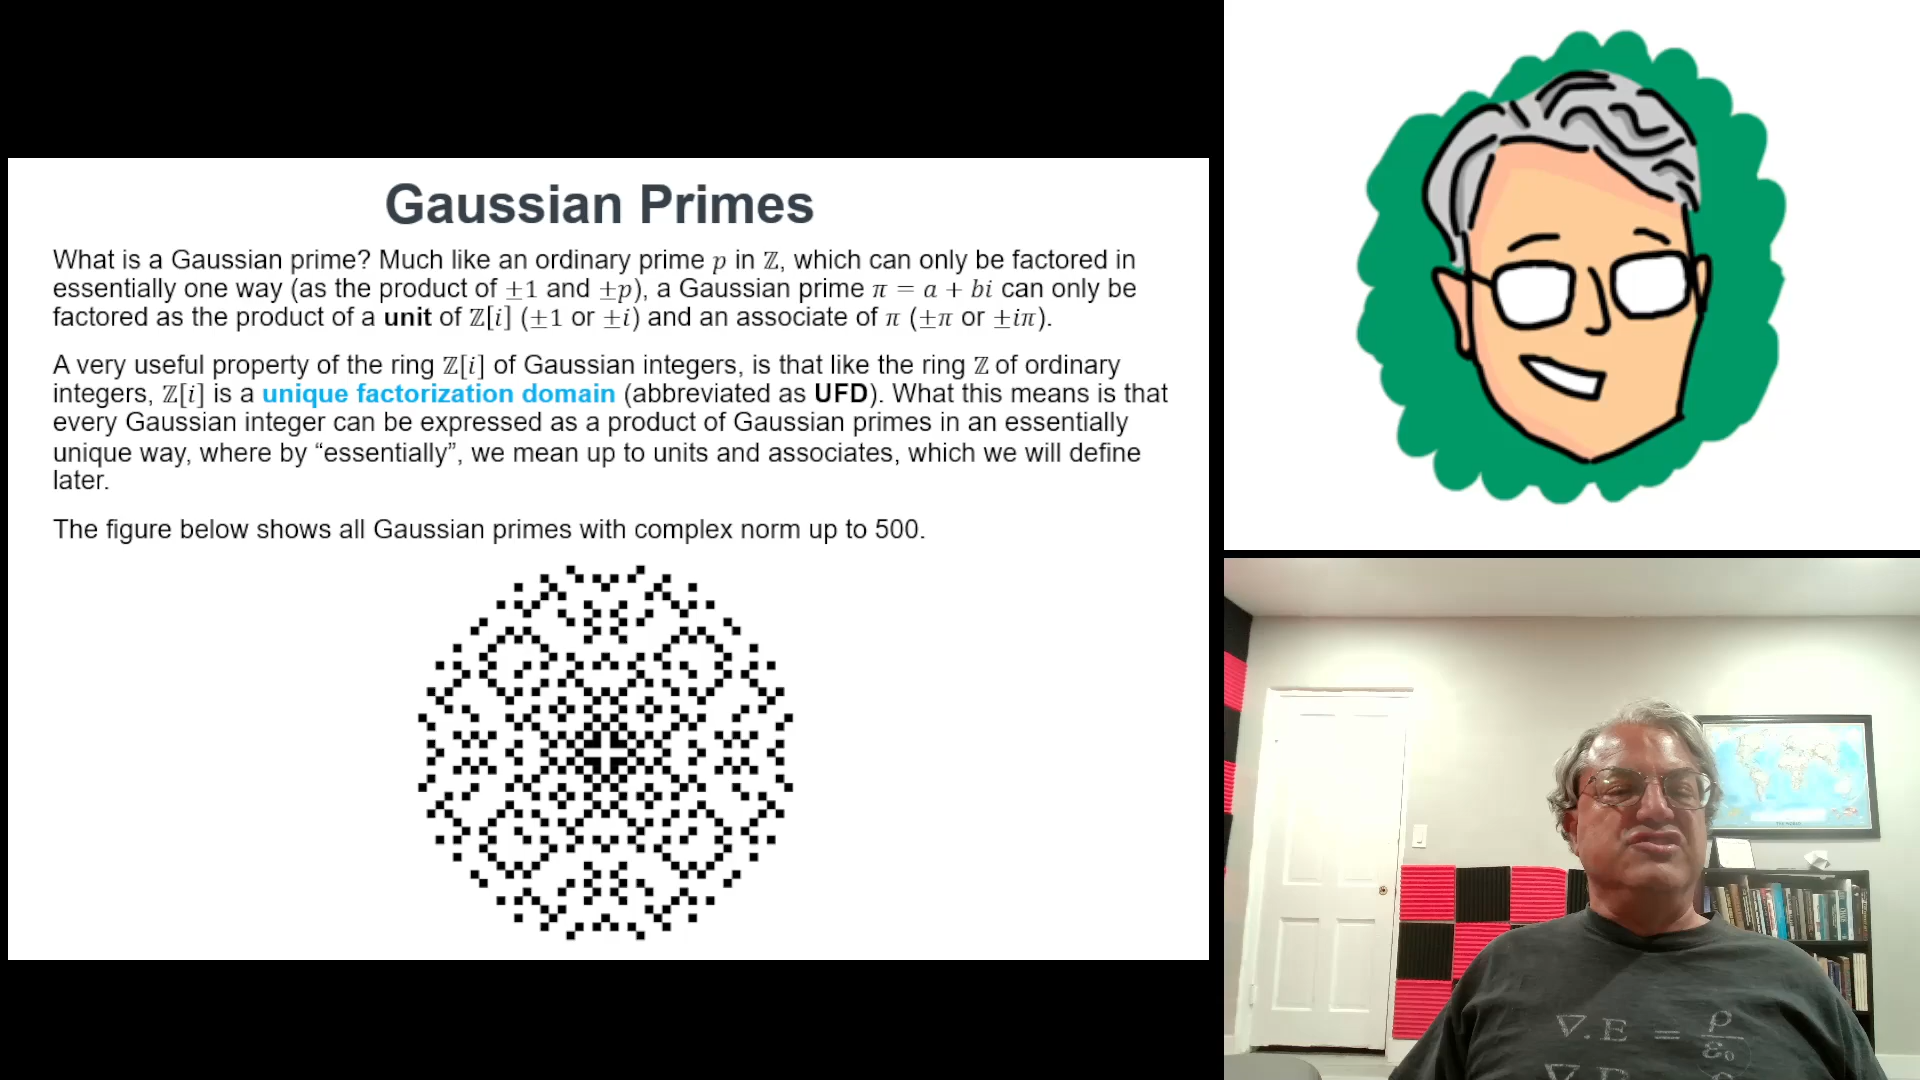 Gaussian Primes
What is a Gaussian prime? Much like an ordinary prime p in ℤ, which can only be factored in
essentially one way (as the product of ±1 and ±p), a Gaussian prime π = a + bi can only be
factored as the product of a unit of ℤ[i] (±1 or ±i) and an associate of π (±π or ±iπ).
A very useful property of the ring ℤ[i] of Gaussian integers, is that like the ring ℤ of ordinary
integers, ℤ[i] is a unique factorization domain (abbreviated as UFD). What this means is that
every Gaussian integer can be expressed as a product of Gaussian primes in an essentially
unique way, where by “essentially”, we mean up to units and associates, which we will define
later.
The figure below shows all Gaussian primes with complex norm up to 500.
THE WORLD
∇.E = ρ/ε₀